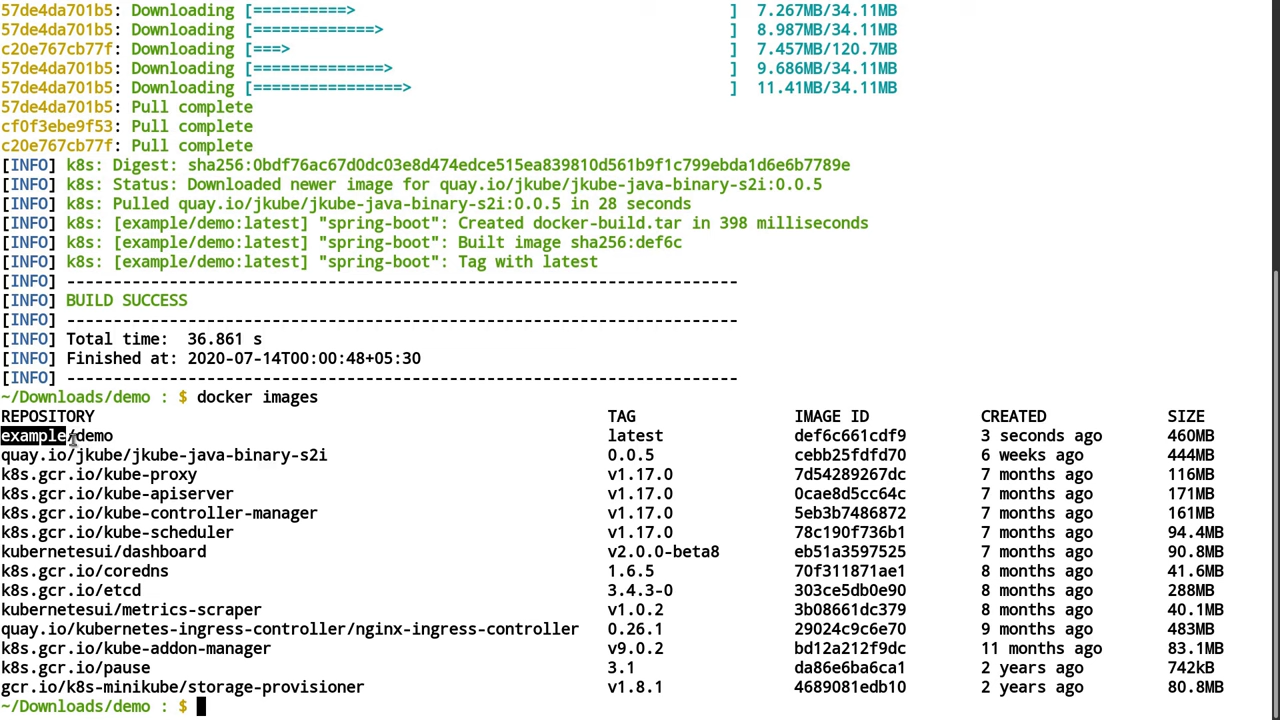 57de4da701b5: Downloading [==========> ] 7.267MB/34.11MB
57de4da701b5: Downloading [=============> ] 8.987MB/34.11MB
c20e767cb77f: Downloading [===> ] 7.457MB/120.7MB
57de4da701b5: Downloading [==============> ] 9.686MB/34.11MB
57de4da701b5: Downloading [================> ] 11.41MB/34.11MB
57de4da701b5: Pull complete
cf0f3ebe9f53: Pull complete
c20e767cb77f: Pull complete
[INFO] k8s: Digest: sha256:0bdf76ac67d0dc03e8d474edce515ea839810d561b9f1c799ebda1d6e6b7789e
[INFO] k8s: Status: Downloaded newer image for quay.io/jkube/jkube-java-binary-s2i:0.0.5
[INFO] k8s: Pulled quay.io/jkube/jkube-java-binary-s2i:0.0.5 in 28 seconds
[INFO] k8s: [example/demo:latest] "spring-boot": Created docker-build.tar in 398 milliseconds
[INFO] k8s: [example/demo:latest] "spring-boot": Built image sha256:def6c
[INFO] k8s: [example/demo:latest] "spring-boot": Tag with latest
[INFO] ------------------------------------------------------------------------
[INFO] BUILD SUCCESS
[INFO] ------------------------------------------------------------------------
[INFO] Total time:  36.861 s
[INFO] Finished at: 2020-07-14T00:00:48+05:30
[INFO] ------------------------------------------------------------------------
~/Downloads/demo : $ docker images
REPOSITORY TAG IMAGE ID CREATED SIZE
example/demo latest def6c661cdf9 3 seconds ago 460MB
quay.io/jkube/jkube-java-binary-s2i 0.0.5 cebb25fdfd70 6 weeks ago 444MB
k8s.gcr.io/kube-proxy v1.17.0 7d54289267dc 7 months ago 116MB
k8s.gcr.io/kube-apiserver v1.17.0 0cae8d5cc64c 7 months ago 171MB
k8s.gcr.io/kube-controller-manager v1.17.0 5eb3b7486872 7 months ago 161MB
k8s.gcr.io/kube-scheduler v1.17.0 78c190f736b1 7 months ago 94.4MB
kubernetesui/dashboard v2.0.0-beta8 eb51a3597525 7 months ago 90.8MB
k8s.gcr.io/coredns 1.6.5 70f311871ae1 8 months ago 41.6MB
k8s.gcr.io/etcd 3.4.3-0 303ce5db0e90 8 months ago 288MB
kubernetesui/metrics-scraper v1.0.2 3b08661dc379 8 months ago 40.1MB
quay.io/kubernetes-ingress-controller/nginx-ingress-controller 0.26.1 29024c9c6e70 9 months ago 483MB
k8s.gcr.io/kube-addon-manager v9.0.2 bd12a212f9dc 11 months ago 83.1MB
k8s.gcr.io/pause 3.1 da86e6ba6ca1 2 years ago 742kB
gcr.io/k8s-minikube/storage-provisioner v1.8.1 4689081edb10 2 years ago 80.8MB
~/Downloads/demo : $